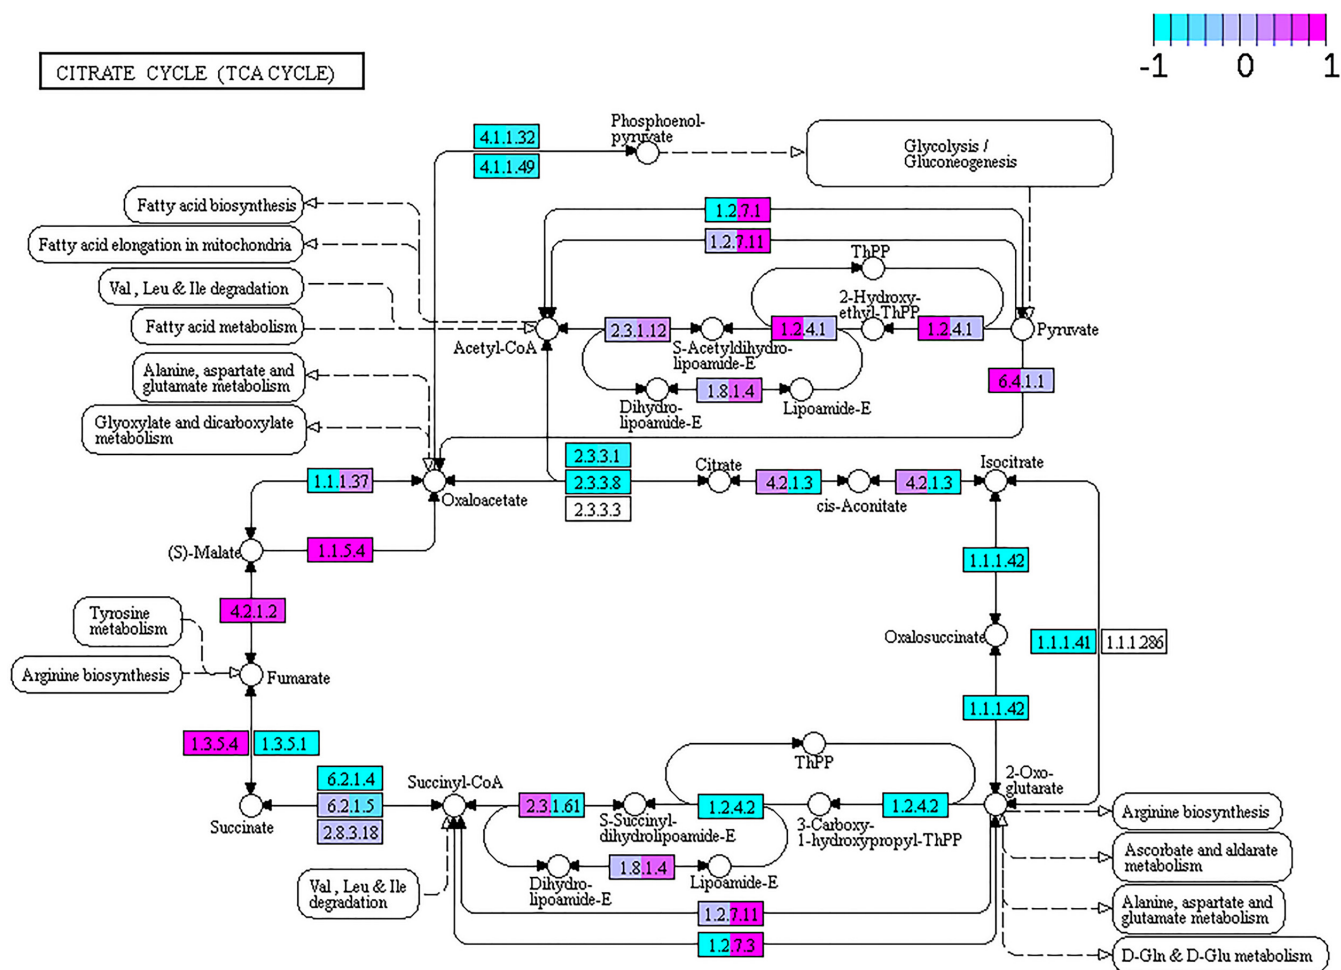 -1 0 1
CITRATE CYCLE (TCA CYCLE)
4.1.1.32
4.1.1.49
Phosphoenol-
pyruvate
Glycolysis /
Gluconeogenesis
Fatty acid biosynthesis
Fatty acid elongation in mitochondria
Val, Leu & Ile degradation
Fatty acid metabolism
Alanine, aspartate and
glutamate metabolism
Glyoxylate and dicarboxylate
metabolism
1.2.7.1
1.2.7.11
ThPP
2-Hydroxy-
ethyl-ThPP
Acetyl-CoA
2.3.1.12
S-Acetyldihydro-
lipoamide-E
1.2.4.1
1.2.4.1
Pyruvate
6.4.1.1
Dihydro-
lipoamide-E
1.8.1.4
Lipoamide-E
1.1.1.37
Oxaloacetate
2.3.3.1
2.3.3.8
2.3.3.3
Citrate
4.2.1.3
cis-Aconitate
4.2.1.3
Isocitrate
(S)-Malate
1.1.5.4
1.1.1.42
4.2.1.2
Tyrosine
metabolism
Arginine biosynthesis
Fumarate
Oxalosuccinate
1.1.1.41
1.1.1.286
1.1.1.42
1.3.5.4
1.3.5.1
6.2.1.4
6.2.1.5
2.8.3.18
Succinate
Succinyl-CoA
2.3.1.61
S-Succinyl-
dihydrolipoamide-E
ThPP
1.2.4.2
3-Carboxy-
1-hydroxypropyl-ThPP
1.2.4.2
2-Oxo-
glutarate
Val, Leu & Ile
degradation
Dihydro-
lipoamide-E
1.8.1.4
Lipoamide-E
1.2.7.11
1.2.7.3
Arginine biosynthesis
Ascorbate and aldarate
metabolism
Alanine, aspartate and
glutamate metabolism
D-Gln & D-Glu metabolism